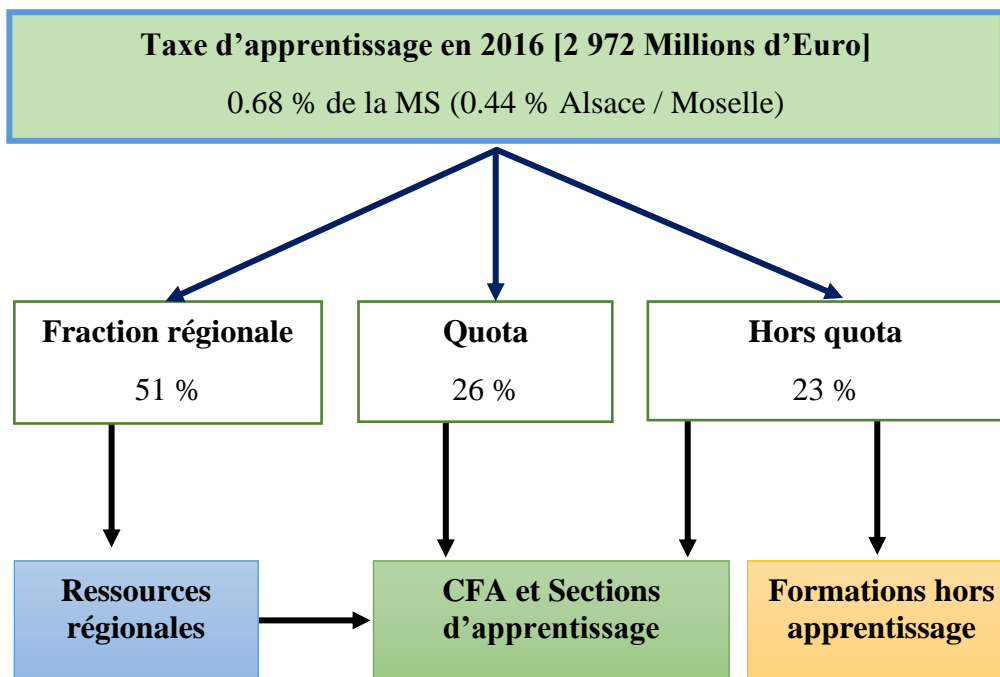 Taxe d’apprentissage en 2016 [2 972 Millions d’Euro]
0.68 % de la MS (0.44 % Alsace / Moselle)
Fraction régionale
51 %
Quota
26 %
Hors quota
23 %
Ressources
régionales
CFA et Sections
d’apprentissage
Formations hors
apprentissage